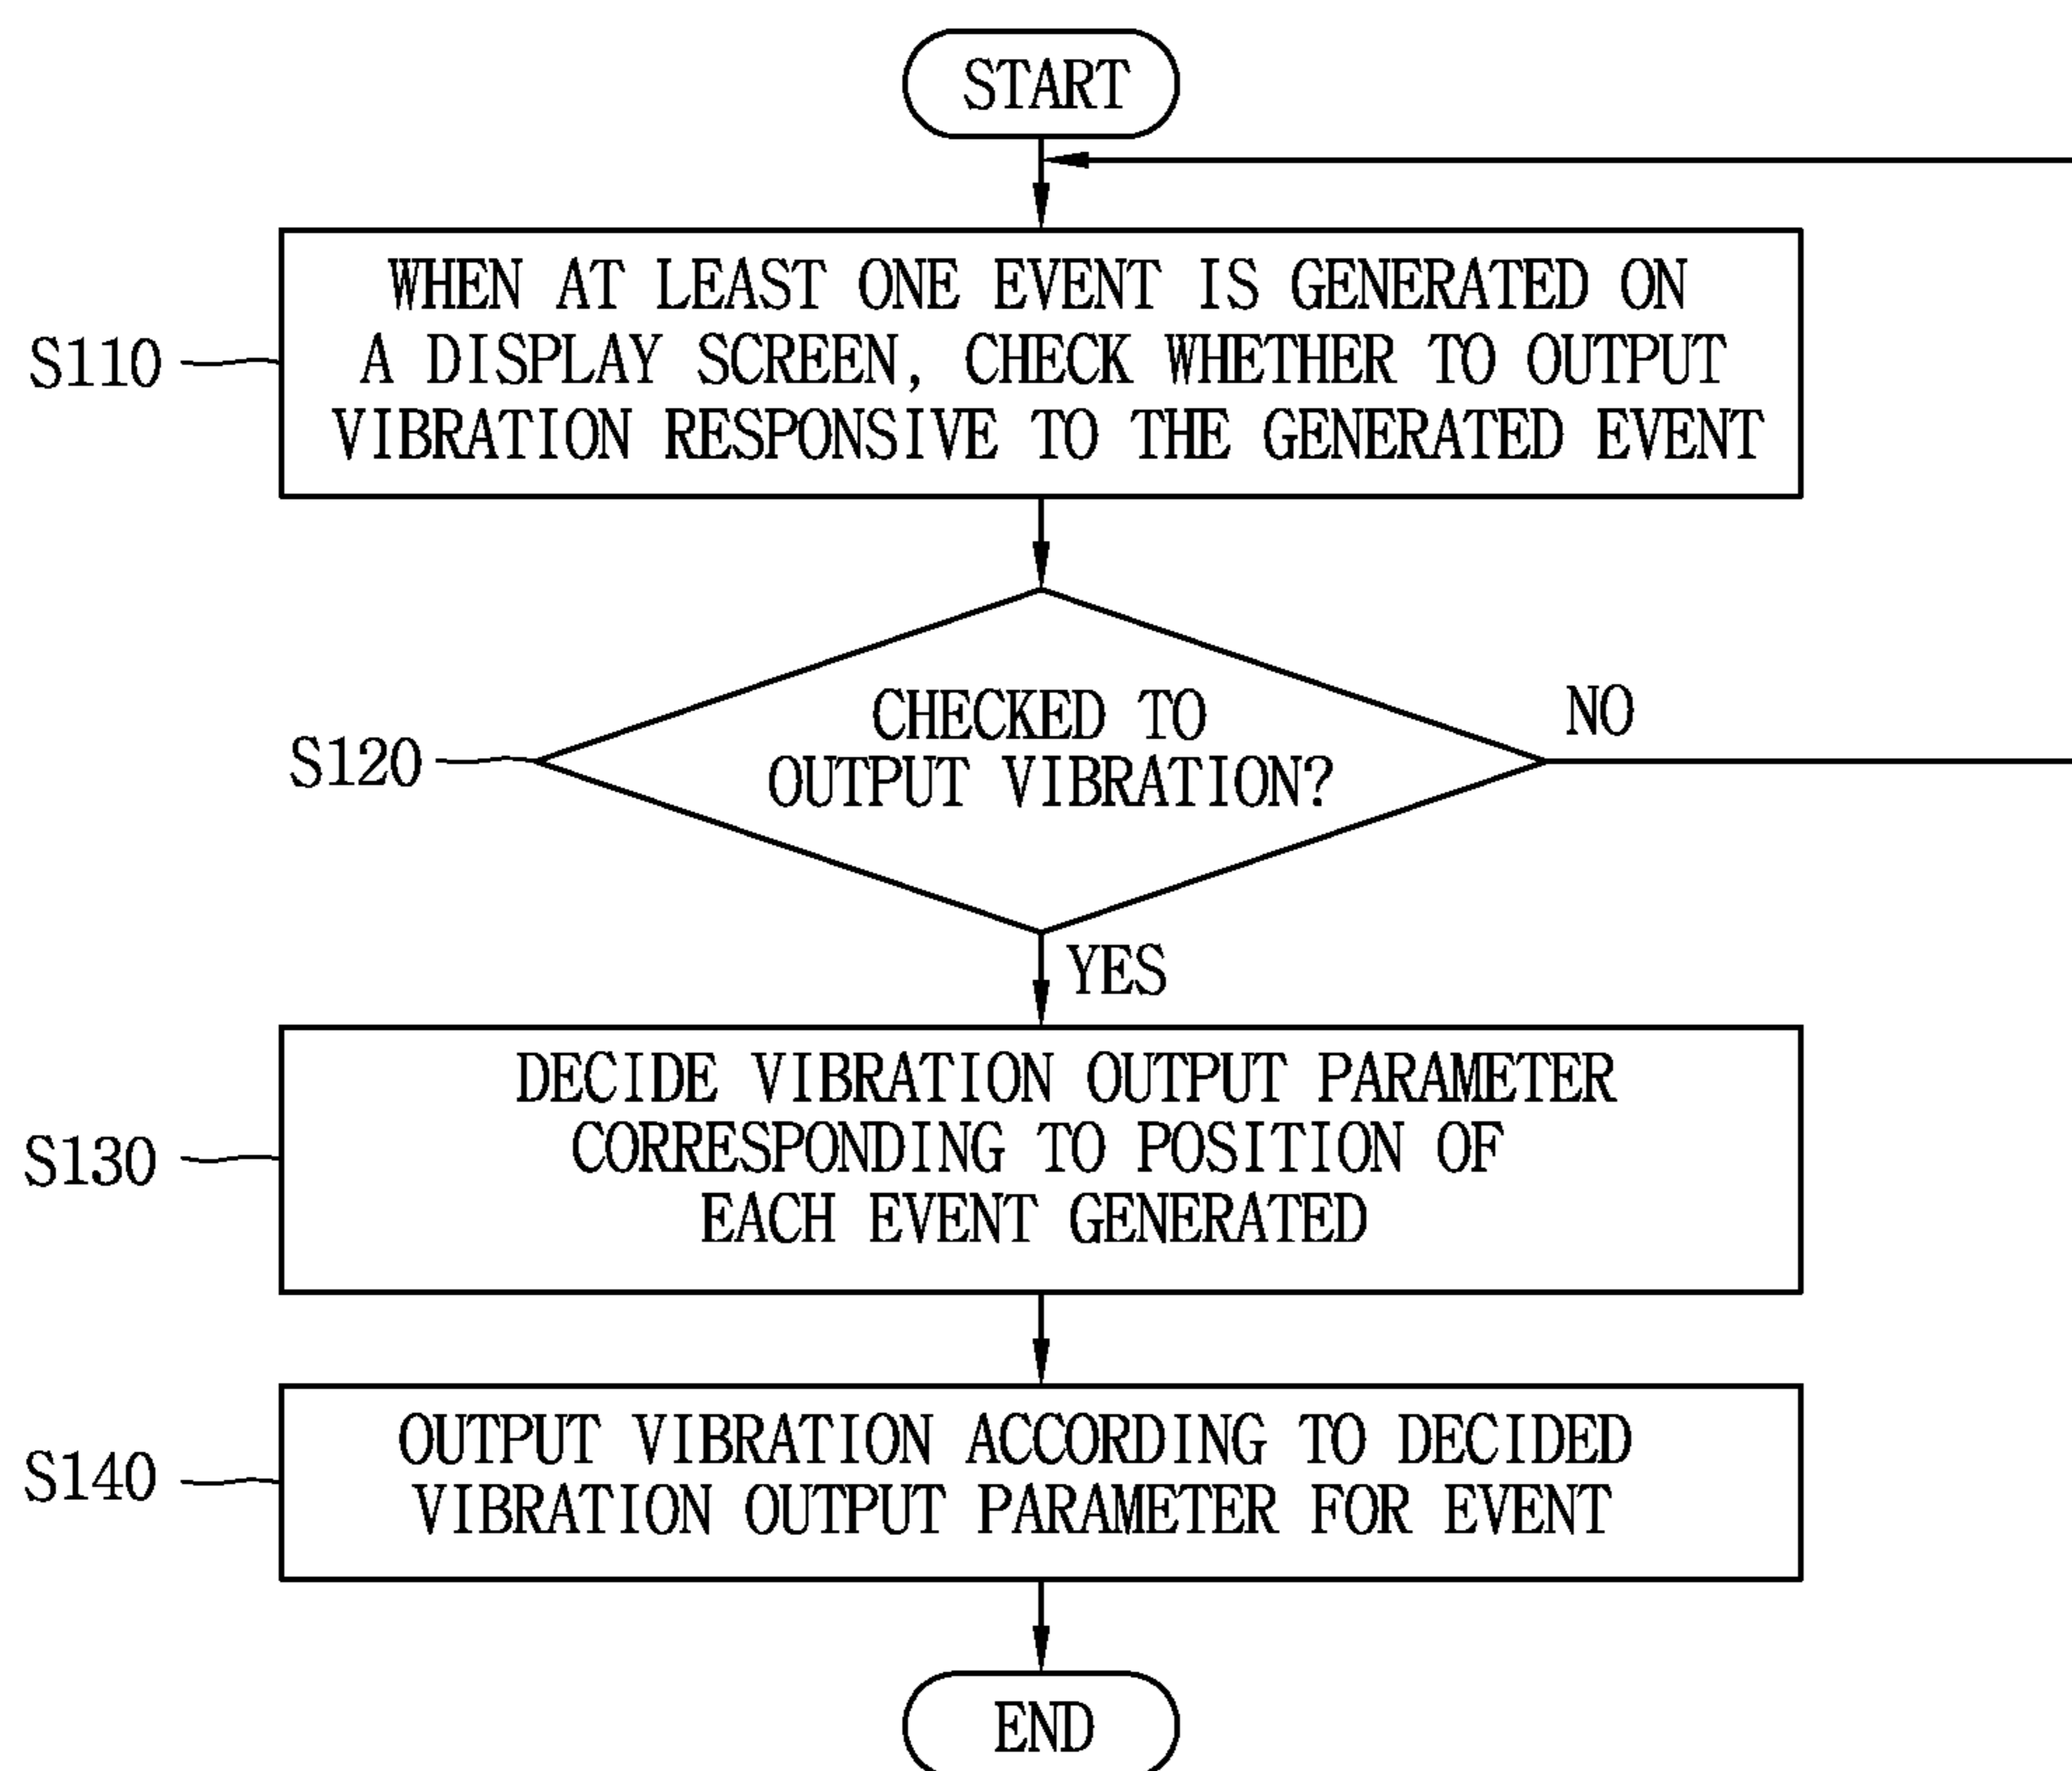 START
WHEN AT LEAST ONE EVENT IS GENERATED ON
A DISPLAY SCREEN, CHECK WHETHER TO OUTPUT
VIBRATION RESPONSIVE TO THE GENERATED EVENT
S110
CHECKED TO
OUTPUT VIBRATION?
NO
S120
YES
DECIDE VIBRATION OUTPUT PARAMETER
CORRESPONDING TO POSITION OF
EACH EVENT GENERATED
S130
OUTPUT VIBRATION ACCORDING TO DECIDED
VIBRATION OUTPUT PARAMETER FOR EVENT
S140
END